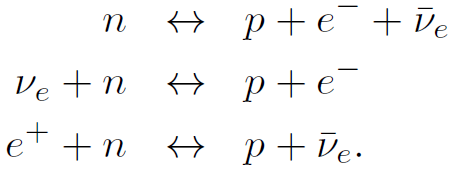 n ↔ p + e⁻ + ν̄ₑ
νₑ + n ↔ p + e⁻
e⁺ + n ↔ p + ν̄ₑ.